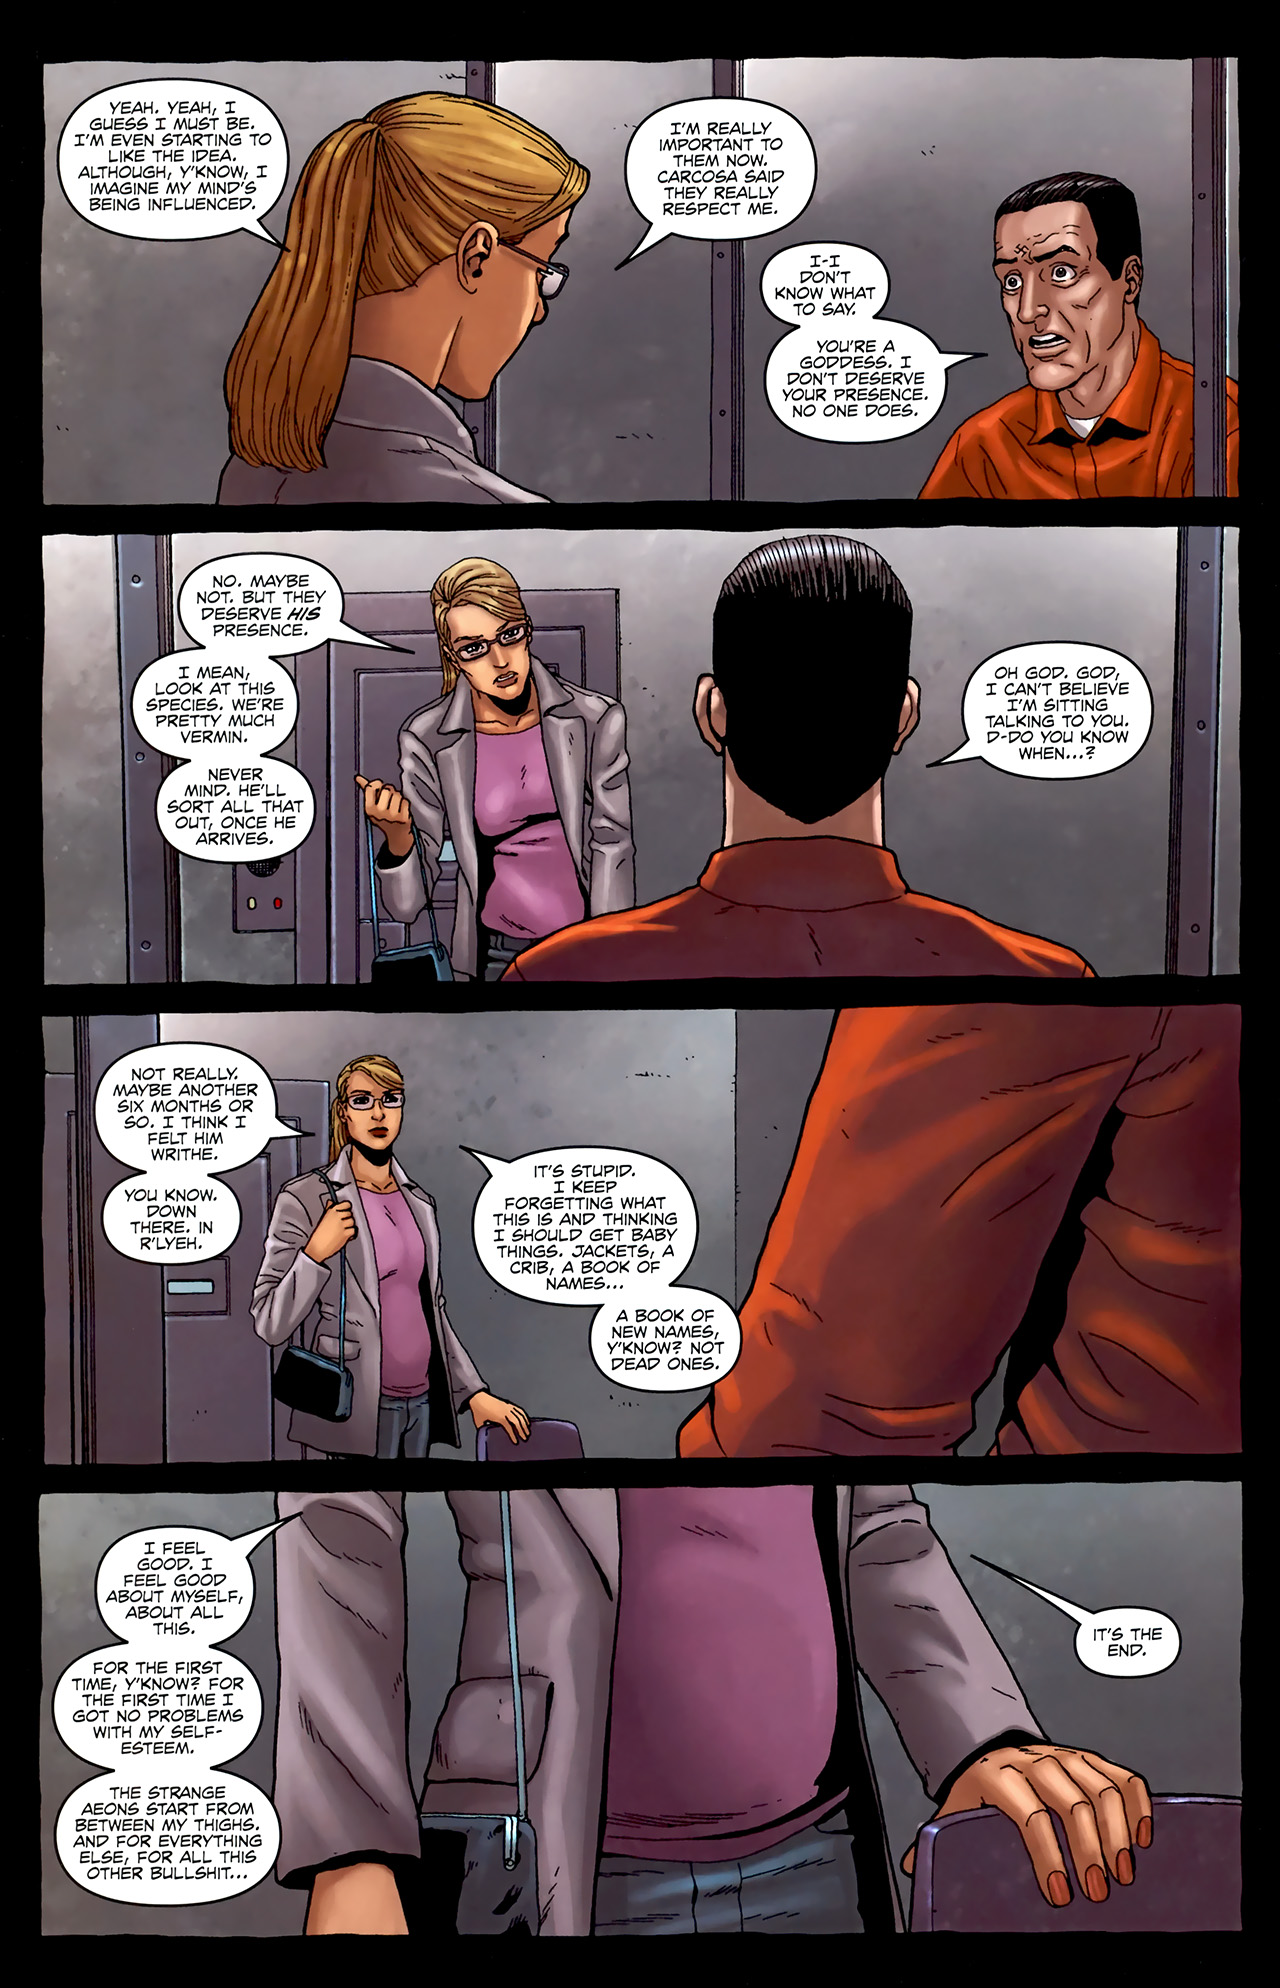 YEAH. YEAH, I
GUESS I MUST BE.
I'M EVEN STARTING TO
LIKE THE IDEA.
ALTHOUGH, Y'KNOW, I
IMAGINE MY MIND'S
BEING INFLUENCED.
I'M REALLY
IMPORTANT TO
THEM NOW.
CARCOSA SAID
THEY REALLY
RESPECT ME.
I-I
DON'T
KNOW WHAT
TO SAY.
YOU'RE A
GODDESS. I
DON'T DESERVE
YOUR PRESENCE.
NO ONE DOES.
NO. MAYBE
NOT. BUT THEY
DESERVE HIS
PRESENCE.
I MEAN,
LOOK AT THIS
SPECIES. WE'RE
PRETTY MUCH
VERMIN.
NEVER
MIND. HE'LL
SORT ALL THAT
OUT, ONCE HE
ARRIVES.
OH GOD. GOD,
I CAN'T BELIEVE
I'M SITTING
TALKING TO YOU.
D-DO YOU KNOW
WHEN...?
NOT REALLY.
MAYBE ANOTHER
SIX MONTHS OR
SO. I THINK I
FELT HIM
WRITHE.
YOU KNOW.
DOWN
THERE. IN
R'LYEH.
IT'S STUPID.
I KEEP
FORGETTING WHAT
THIS IS AND THINKING
I SHOULD GET BABY
THINGS. JACKETS, A
CRIB, A BOOK OF
NAMES...
A BOOK OF
NEW NAMES,
Y'KNOW? NOT
DEAD ONES.
I FEEL
GOOD. I
FEEL GOOD
ABOUT MYSELF,
ABOUT ALL
THIS.
FOR THE FIRST
TIME, Y'KNOW? FOR
THE FIRST TIME I
GOT NO PROBLEMS
WITH MY SELF-
ESTEEM.
THE STRANGE
AEONS START FROM
BETWEEN MY THIGHS.
AND FOR EVERYTHING
ELSE, FOR ALL THIS
OTHER BULLSHIT...
IT'S THE
END.